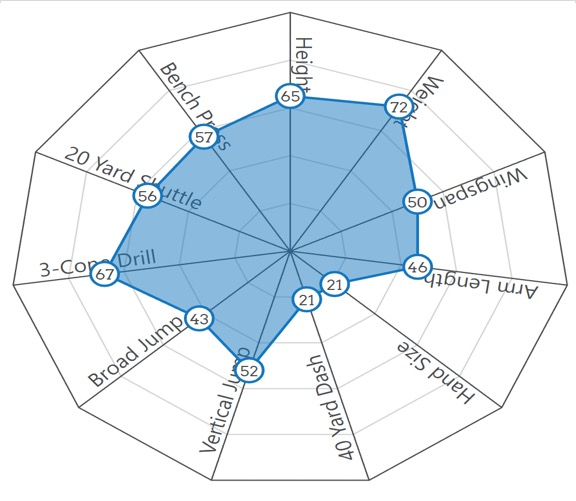 Height
65
Weight
72
Wingspan
50
Arm Length
46
Hand Size
21
40 Yard Dash
21
Vertical Jump
52
Broad Jump
43
3-Cone Drill
67
20 Yard Shuttle
56
Bench Press
57